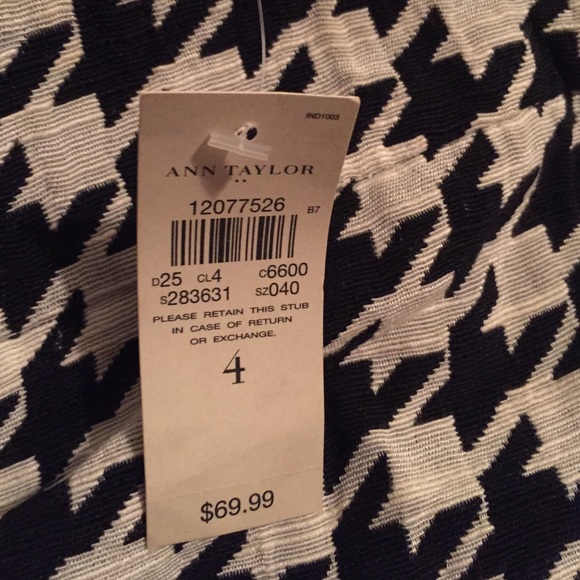 IND1003
ANN TAYLOR
12077526 B7
D25 CL4 C6600
S283631 SZ040
PLEASE RETAIN THIS STUB
IN CASE OF RETURN
OR EXCHANGE.
4
$69.99